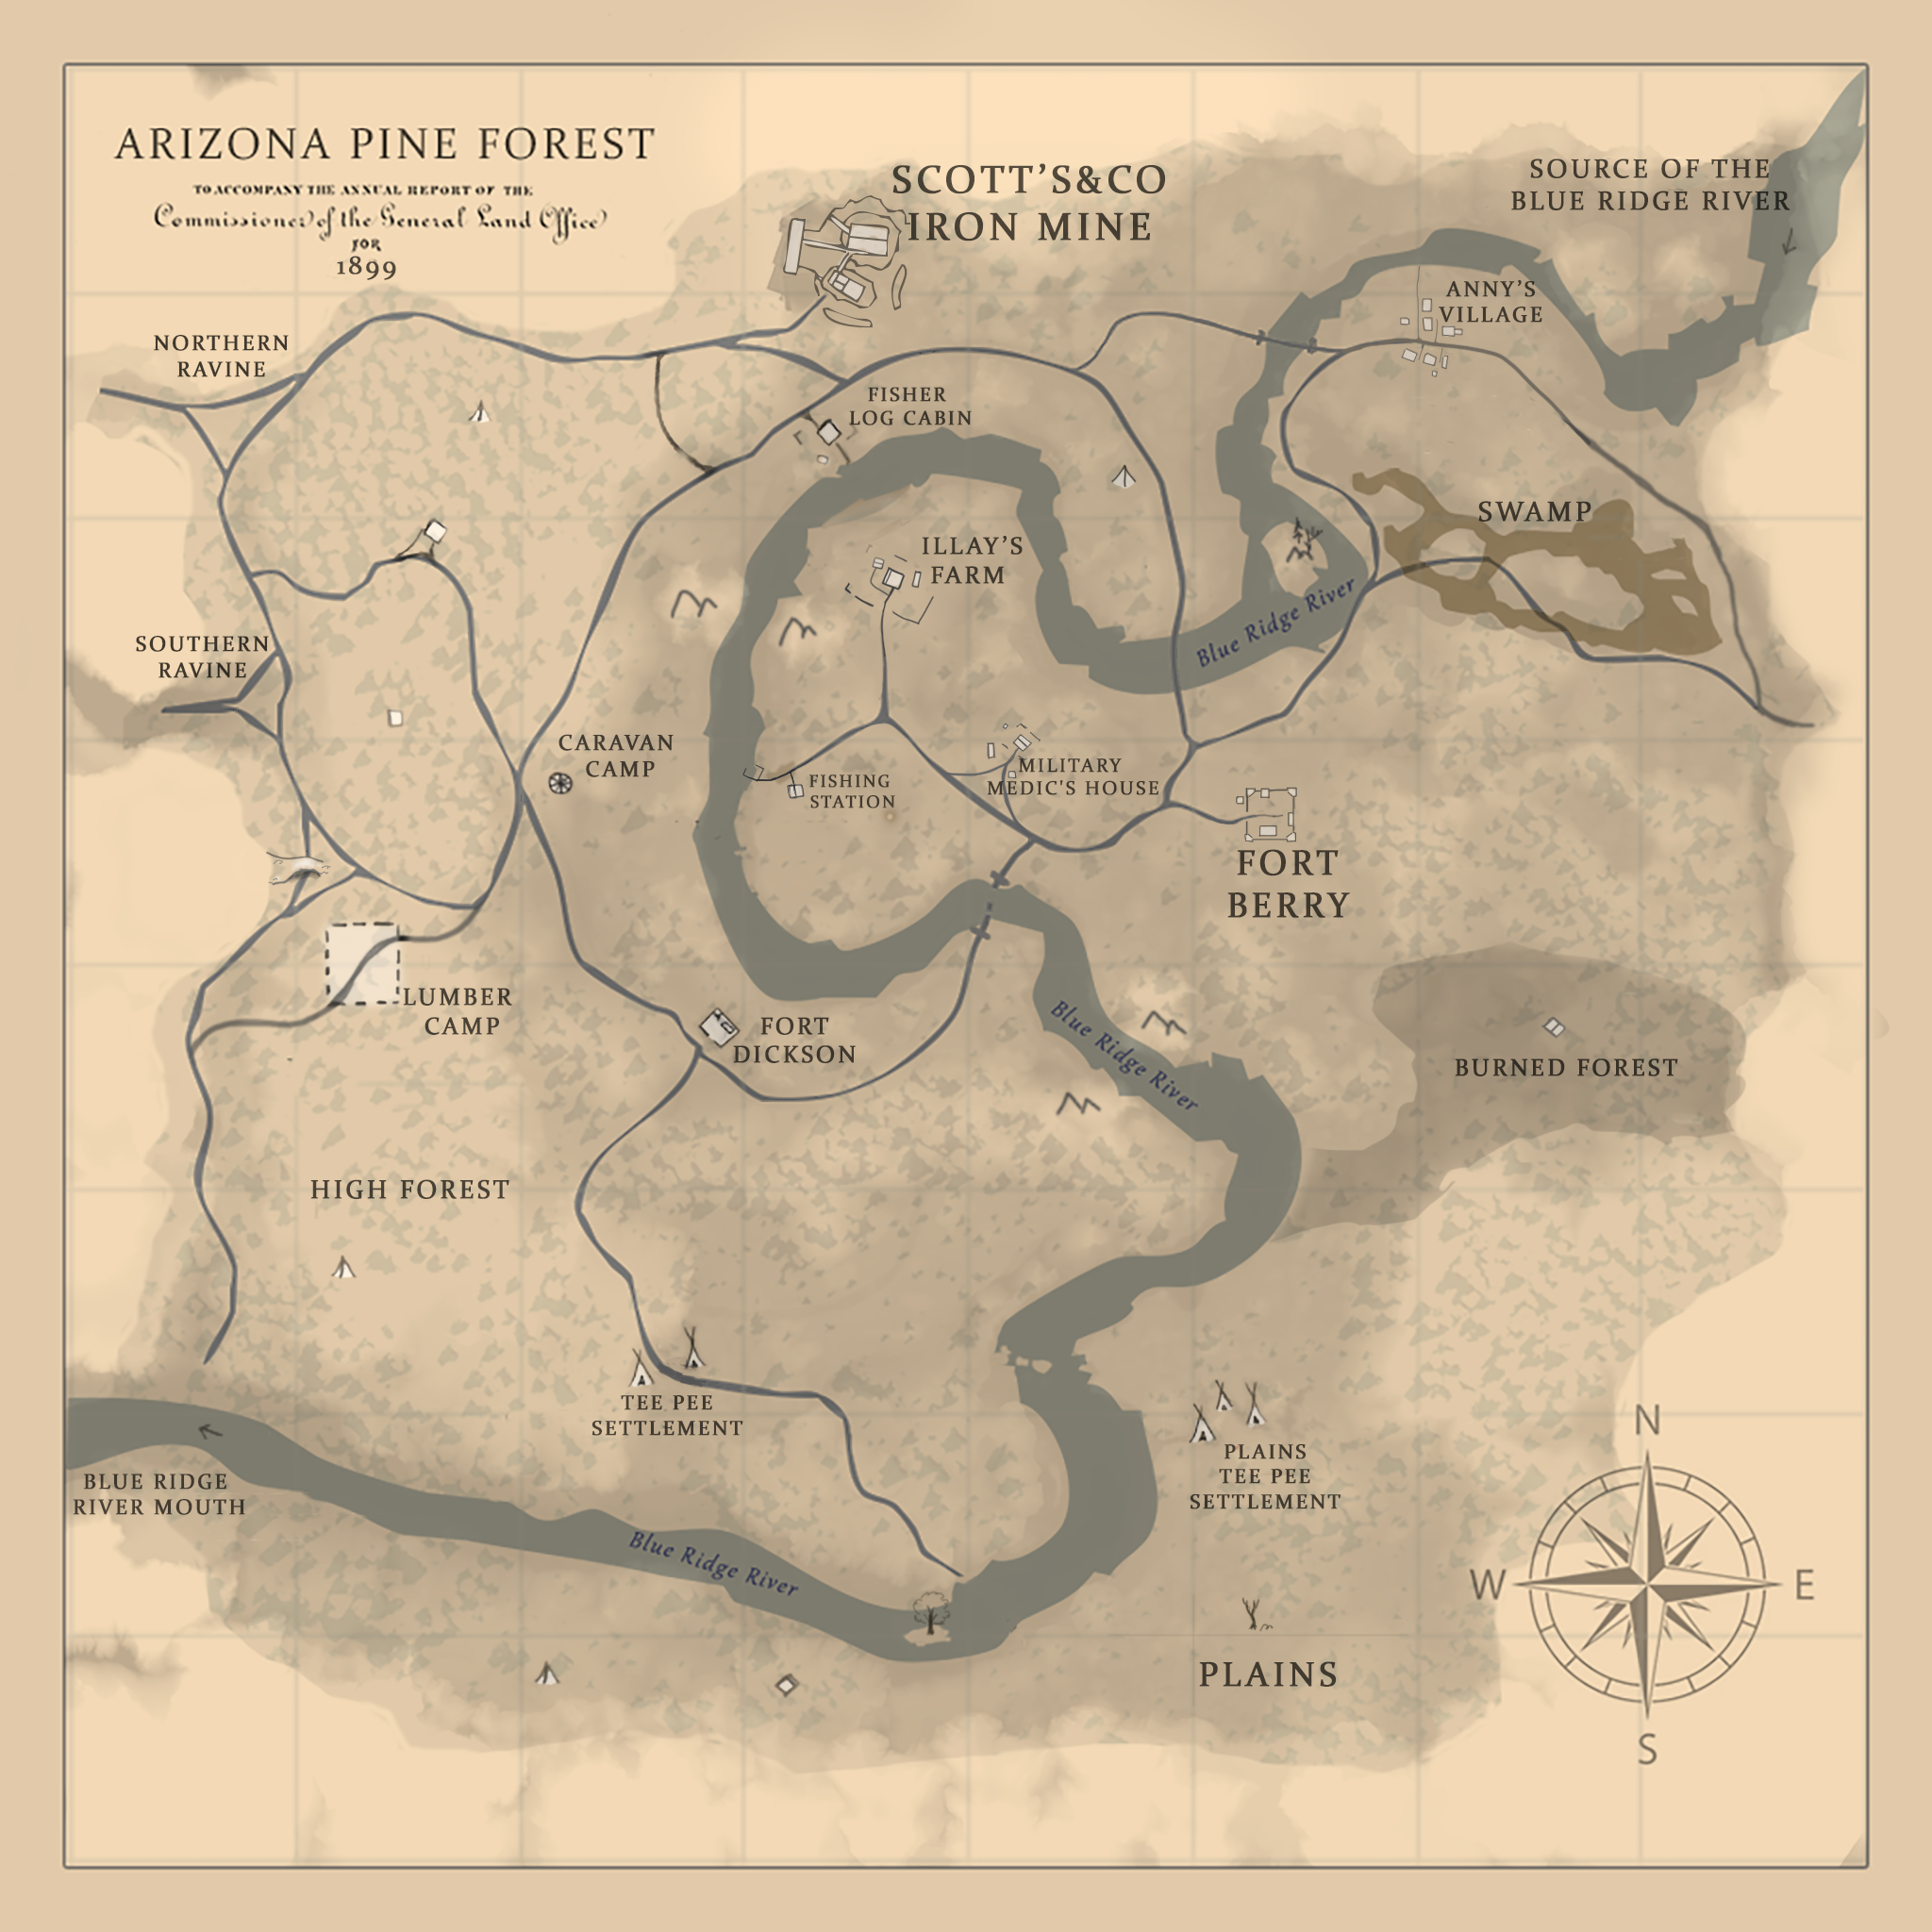 ARIZONA PINE FOREST
TO ACCOMPANY THE ANNUAL REPORT OF THE
Commissioner of the General Land Office
FOR
1899
SCOTT'S&CO
IRON MINE
SOURCE OF THE
BLUE RIDGE RIVER
ANNY'S
VILLAGE
NORTHERN
RAVINE
FISHER
LOG CABIN
SWAMP
ILLAY'S
FARM
Blue Ridge River
SOUTHERN
RAVINE
CARAVAN
CAMP
FISHING
STATION
MILITARY
MEDIC'S HOUSE
FORT
BERRY
LUMBER
CAMP
FORT
DICKSON
Blue Ridge River
BURNED FOREST
HIGH FOREST
TEE PEE
SETTLEMENT
PLAINS
TEE PEE
SETTLEMENT
BLUE RIDGE
RIVER MOUTH
Blue Ridge River
PLAINS
N
W
E
S